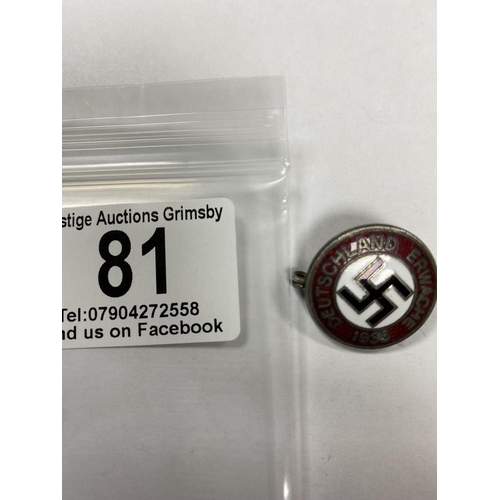 stige Auctions Grimsby
81
Tel:07904272558
nd us on Facebook
DEUTSCHLAND ERWACHE